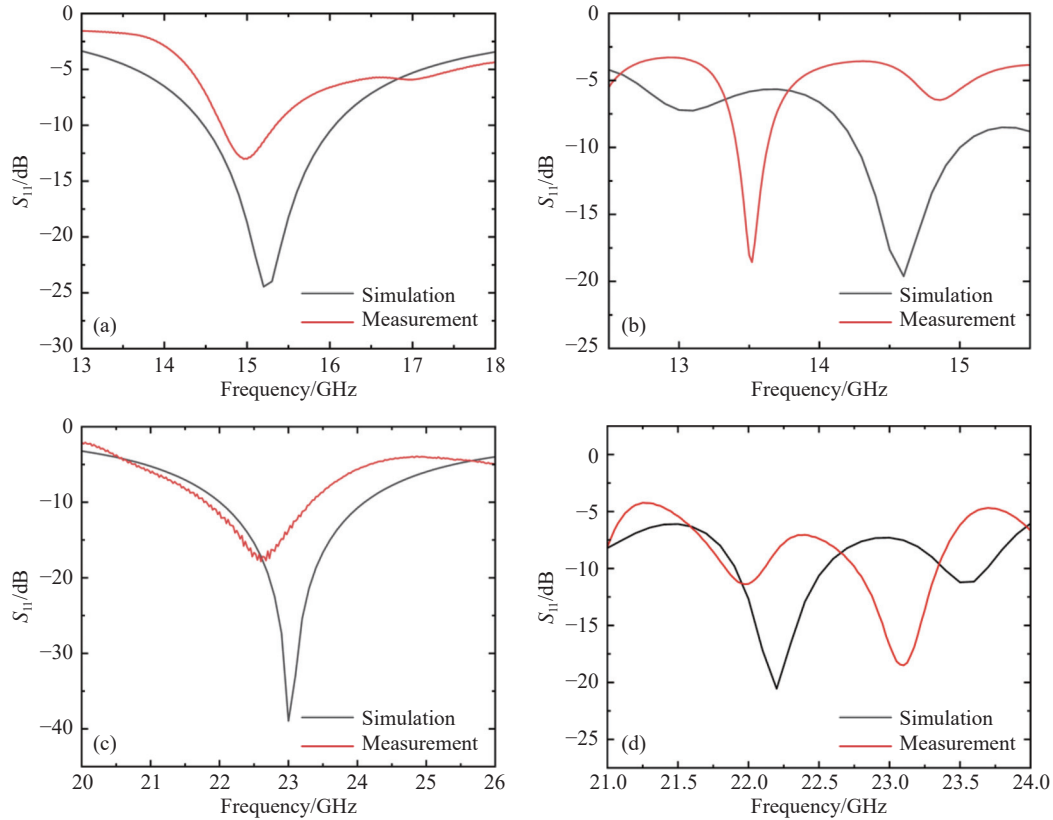 0
−5
−10
−15
−20
−25
−30
S11/dB
Simulation
Measurement
(a)
13 14 15 16 17 18
Frequency/GHz
0
−5
−10
−15
−20
−25
S11/dB
Simulation
Measurement
(b)
13 14 15
Frequency/GHz
0
−10
−20
−30
−40
S11/dB
Simulation
Measurement
(c)
20 21 22 23 24 25 26
Frequency/GHz
0
−5
−10
−15
−20
−25
S11/dB
Simulation
Measurement
(d)
21.0 21.5 22.0 22.5 23.0 23.5 24.0
Frequency/GHz